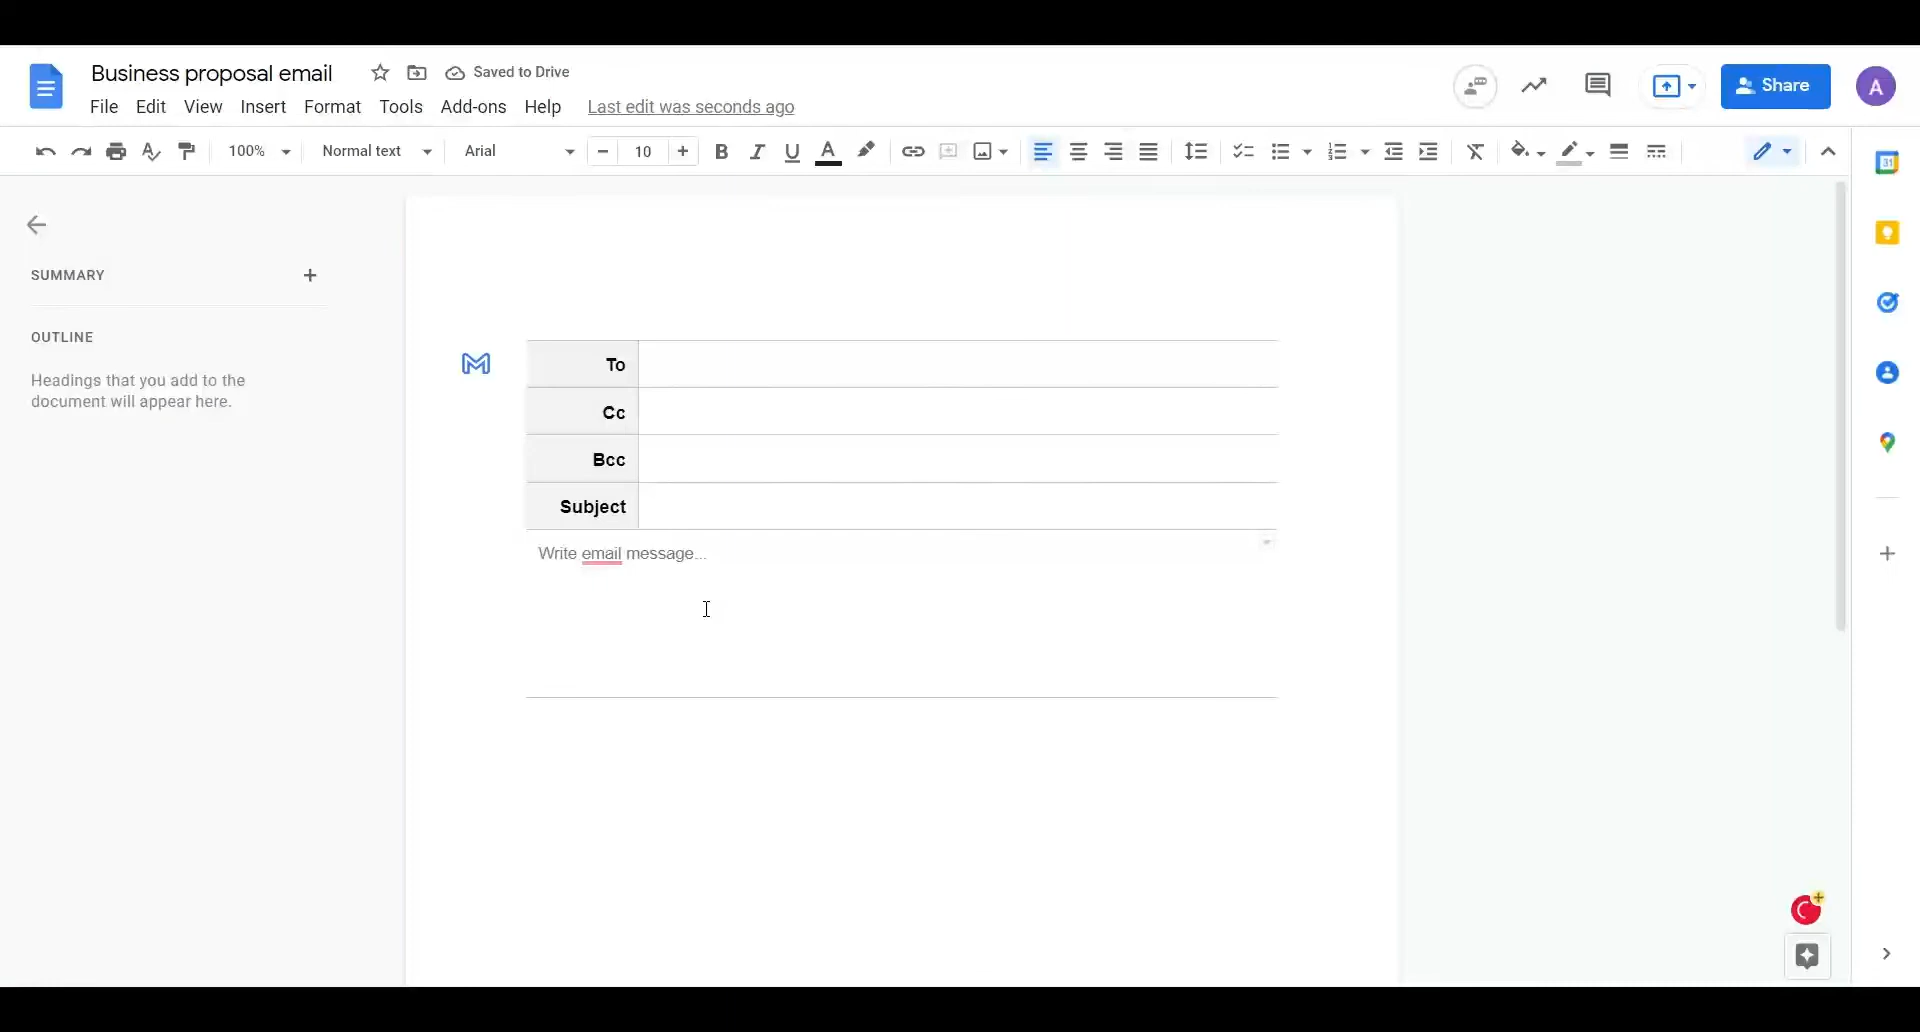 Business proposal email
Saved to Drive
File Edit View Insert Format Tools Add-ons Help Last edit was seconds ago
Share
A
100% Normal text Arial 10 B I U A
31
SUMMARY
OUTLINE
Headings that you add to the
document will appear here.
To
Cc
Bcc
Subject
Write email message...